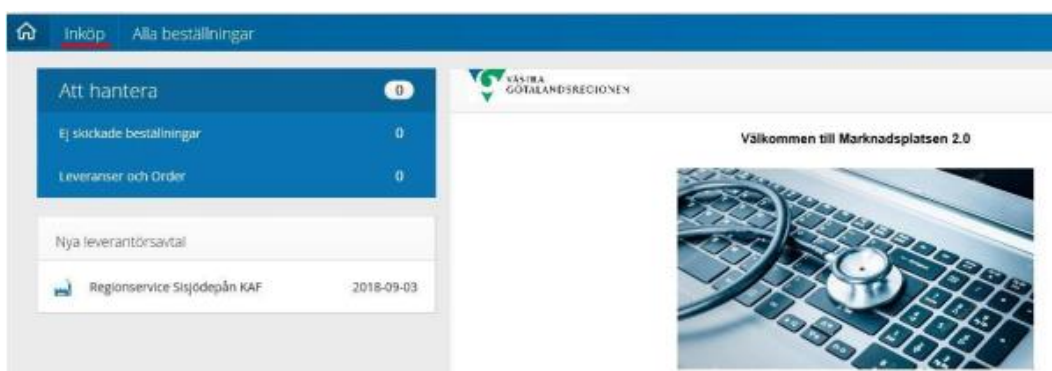 Inköp Alla beställningar
Att hantera 0
Ej skickade beställningar 0
Leveranser och Order 0
Nya leverantörsavtal
Regionservice Sisjödepån KAF 2018-09-03
VÄSTRA
GÖTALANDSREGIONEN
Välkommen till Marknadsplatsen 2.0